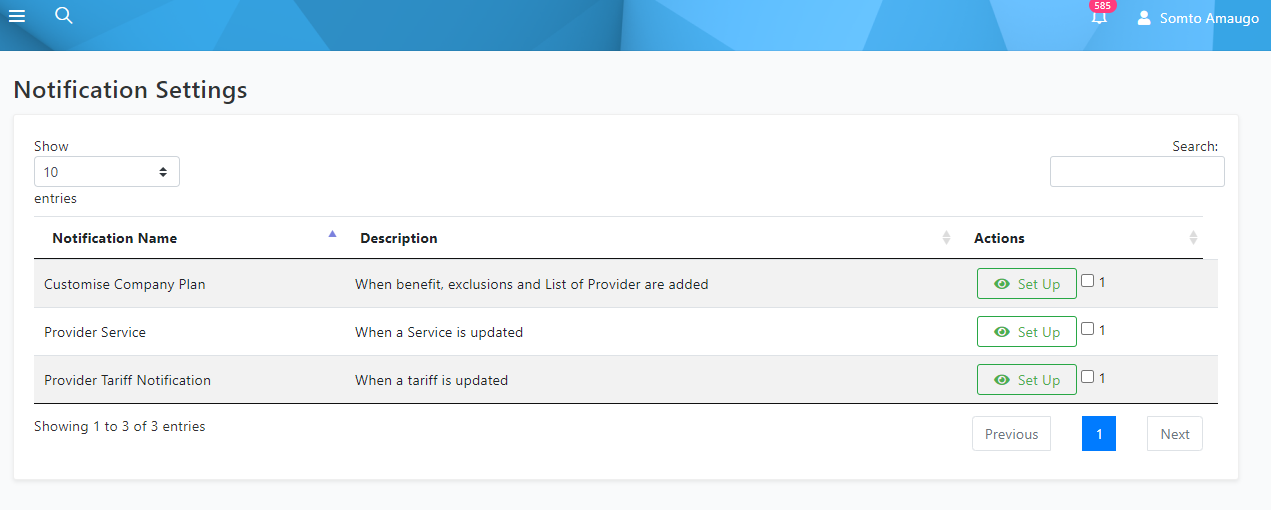 585
Somto Amaugo
Notification Settings
Show
Search:
10
entries
Notification Name Description Actions
Customise Company Plan When benefit, exclusions and List of Provider are added Set Up 1
Provider Service When a Service is updated Set Up 1
Provider Tariff Notification When a tariff is updated Set Up 1
Showing 1 to 3 of 3 entries
Previous 1 Next